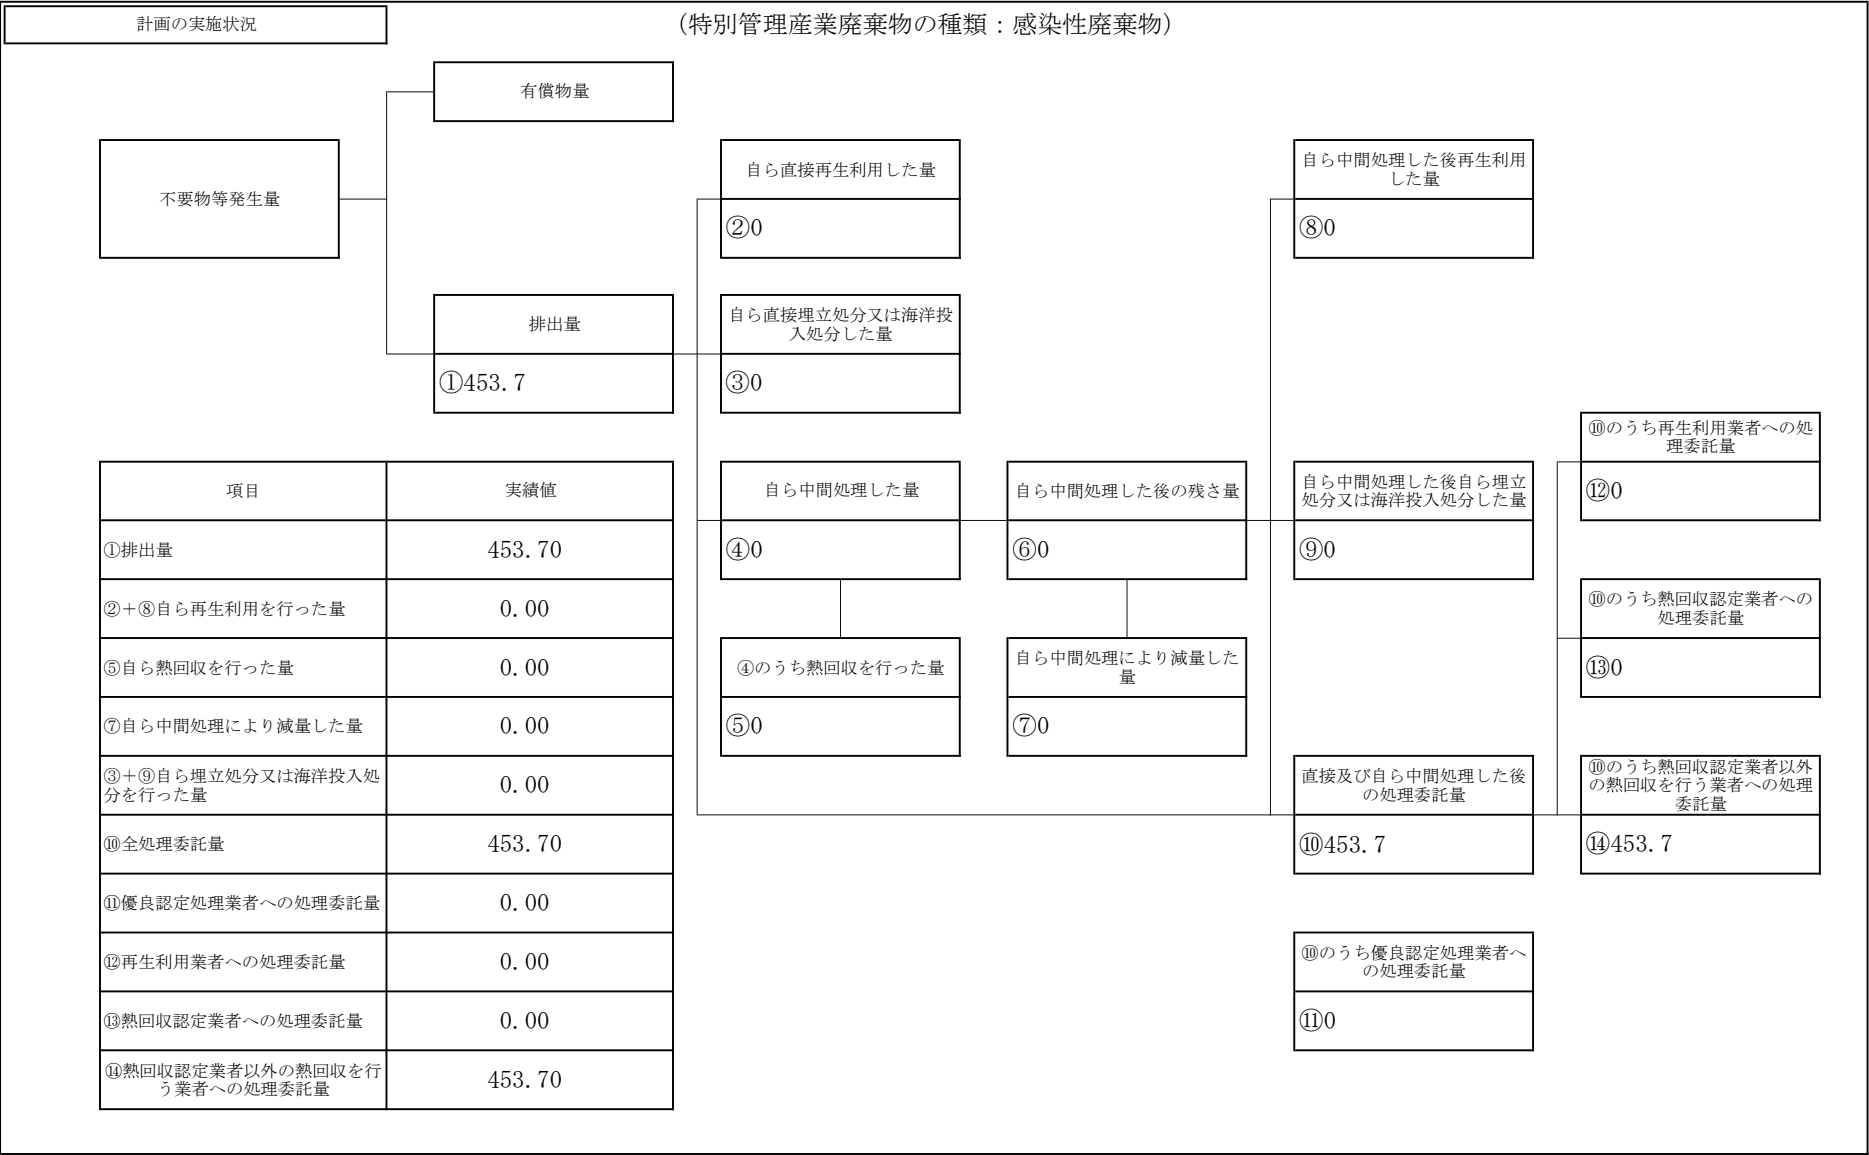 計画の実施状況
（特別管理産業廃棄物の種類：感染性廃棄物）
有償物量
不要物等発生量
排出量
①453.7
自ら直接再生利用した量
②0
自ら直接埋立処分又は海洋投
入処分した量
③0
自ら中間処理した量
④0
④のうち熱回収を行った量
⑤0
自ら中間処理した後の残さ量
⑥0
自ら中間処理により減量した
量
⑦0
自ら中間処理した後再生利用
した量
⑧0
自ら中間処理した後自ら埋立
処分又は海洋投入処分した量
⑨0
直接及び自ら中間処理した後
の処理委託量
⑩453.7
⑩のうち優良認定処理業者へ
の処理委託量
⑪0
⑩のうち再生利用業者への処
理委託量
⑫0
⑩のうち熱回収認定業者への
処理委託量
⑬0
⑩のうち熱回収認定業者以外
の熱回収を行う業者への処理
委託量
⑭453.7
項目 実績値
①排出量 453.70
②＋⑧自ら再生利用を行った量 0.00
⑤自ら熱回収を行った量 0.00
⑦自ら中間処理により減量した量 0.00
③＋⑨自ら埋立処分又は海洋投入処
分を行った量 0.00
⑩全処理委託量 453.70
⑪優良認定処理業者への処理委託量 0.00
⑫再生利用業者への処理委託量 0.00
⑬熱回収認定業者への処理委託量 0.00
⑭熱回収認定業者以外の熱回収を行
う業者への処理委託量 453.70